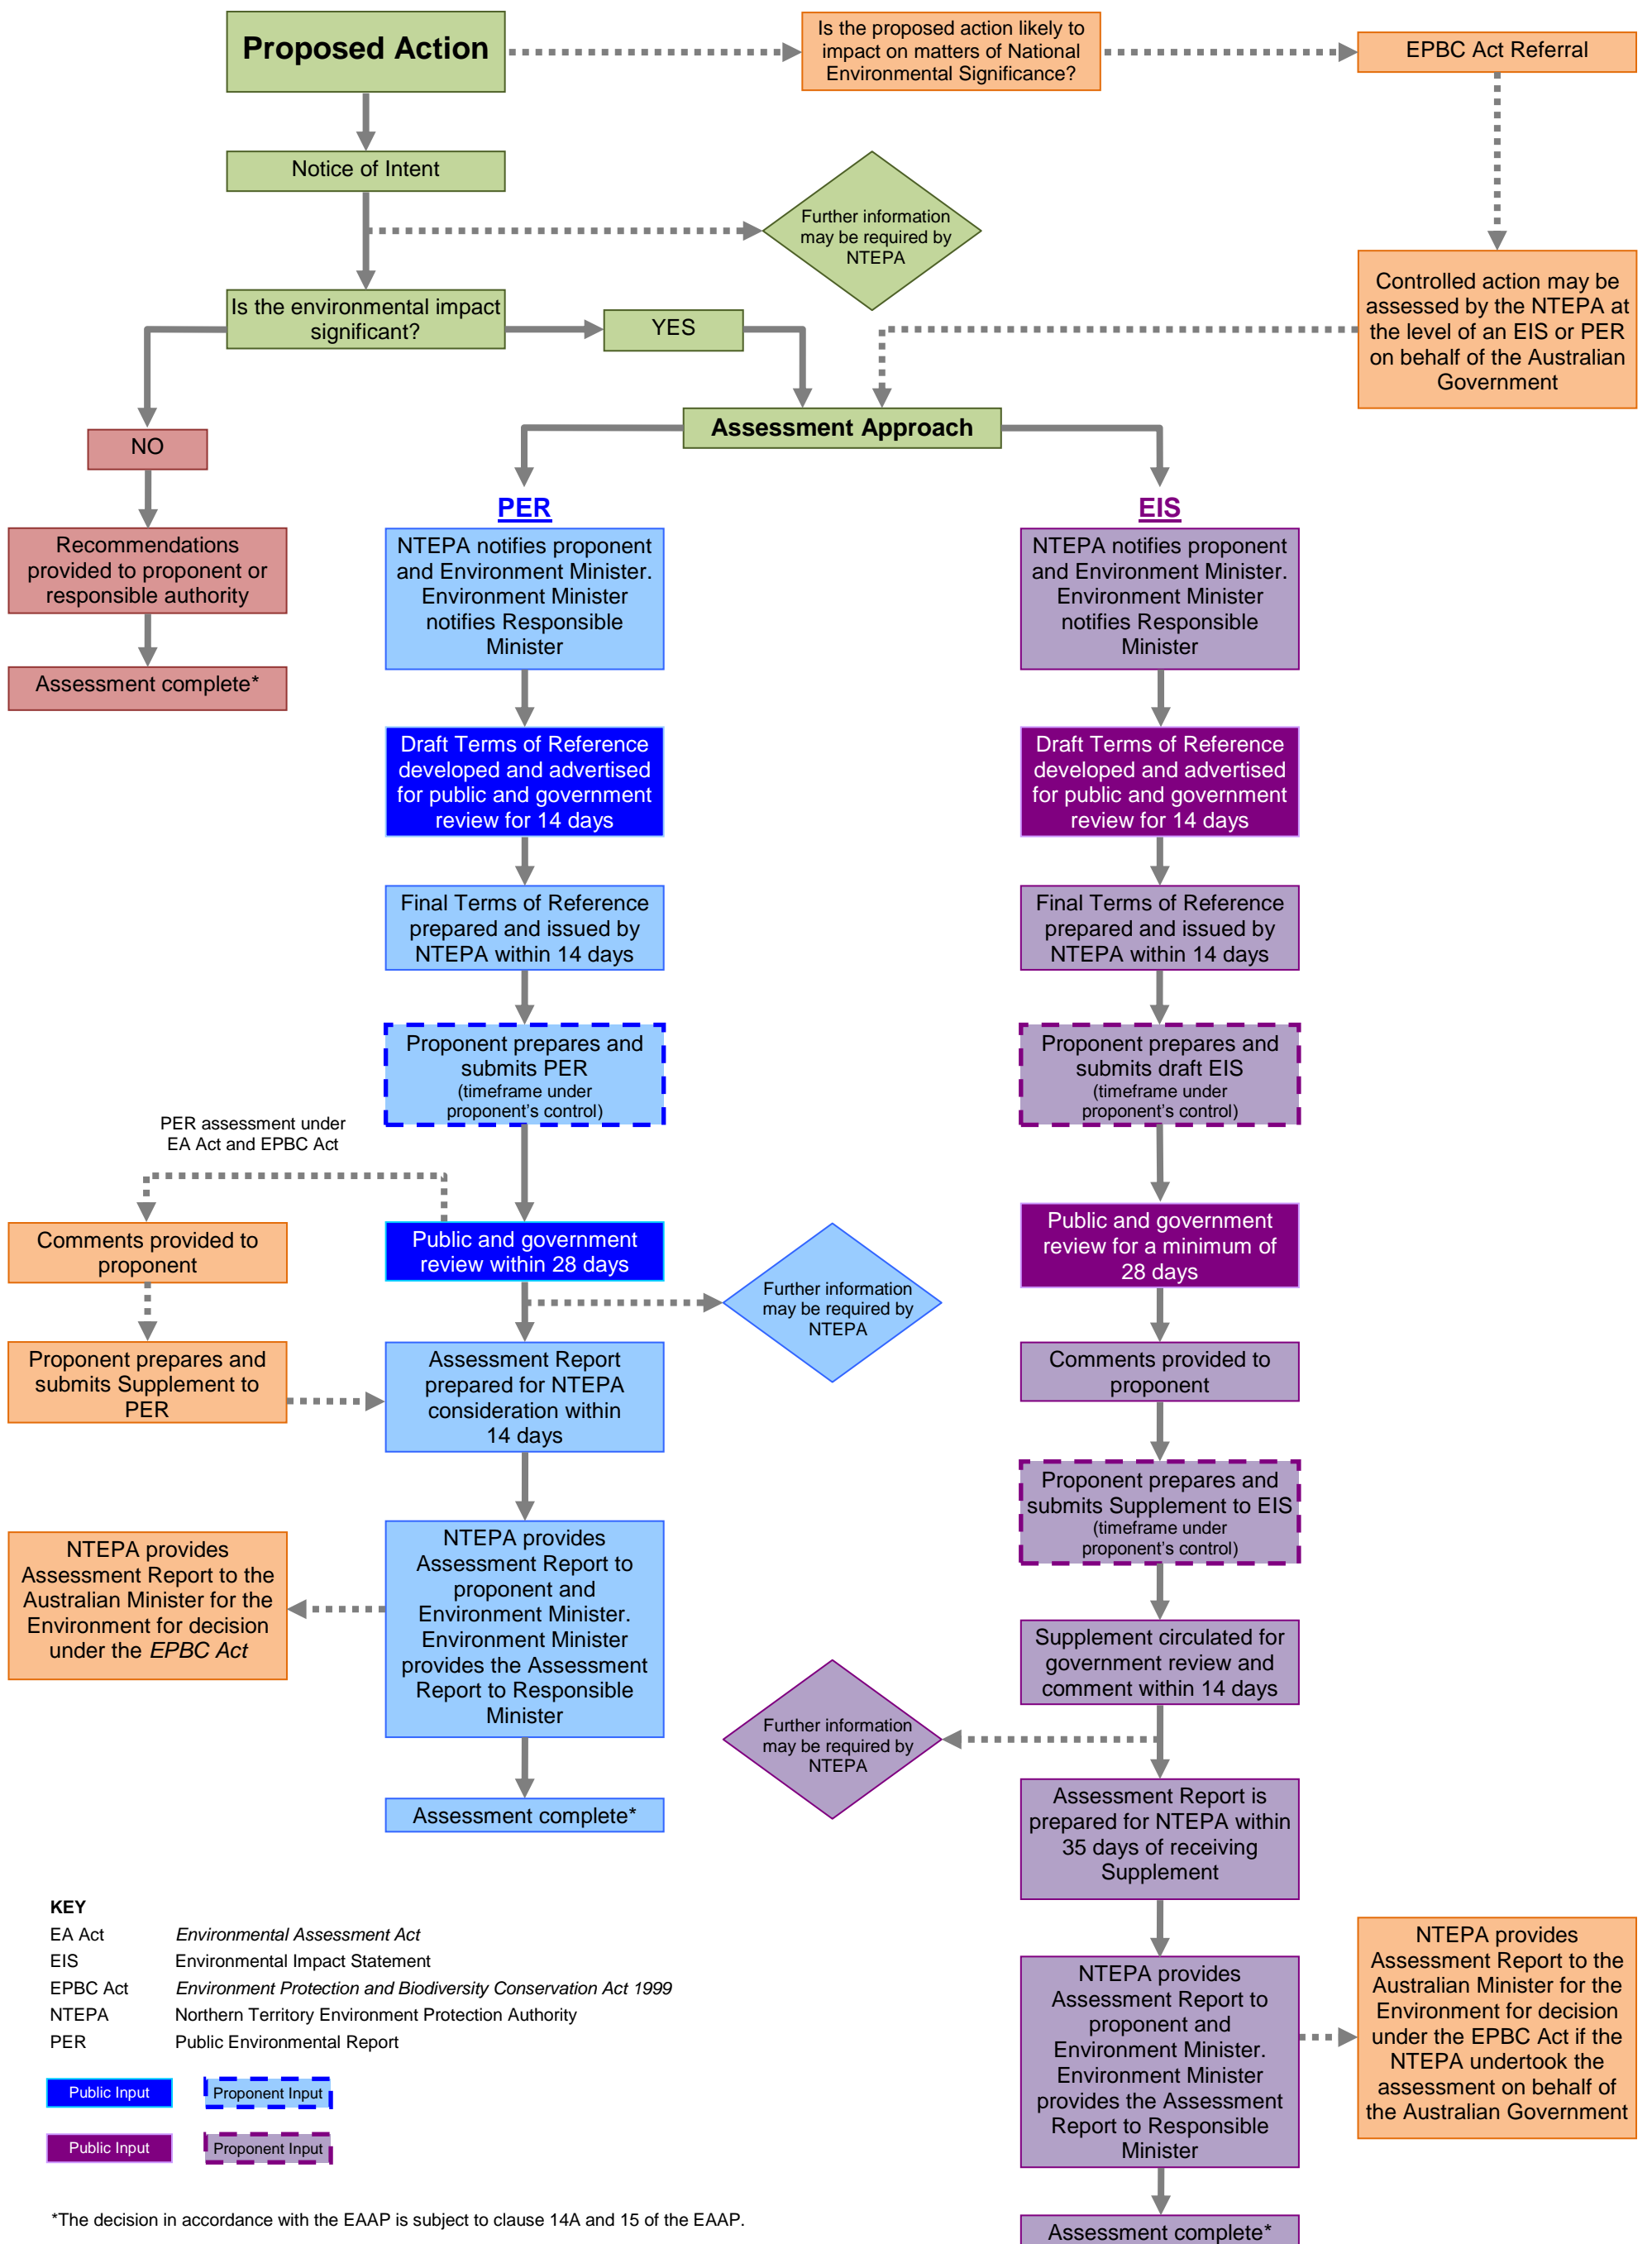 Proposed Action
Is the proposed action likely to
impact on matters of National
Environmental Significance?
EPBC Act Referral
Notice of Intent
Further information
may be required by
NTEPA
Controlled action may be
assessed by the NTEPA at
the level of an EIS or PER
on behalf of the Australian
Government
Is the environmental impact
significant?
YES
Assessment Approach
NO
Recommendations
provided to proponent or
responsible authority
Assessment complete*
PER
NTEPA notifies proponent
and Environment Minister.
Environment Minister
notifies Responsible
Minister
Draft Terms of Reference
developed and advertised
for public and government
review for 14 days
Final Terms of Reference
prepared and issued by
NTEPA within 14 days
Proponent prepares and
submits PER
(timeframe under
proponent's control)
PER assessment under
EA Act and EPBC Act
Comments provided to
proponent
Proponent prepares and
submits Supplement to
PER
Public and government
review within 28 days
Further information
may be required by
NTEPA
Assessment Report
prepared for NTEPA
consideration within
14 days
NTEPA provides
Assessment Report to
proponent and
Environment Minister.
Environment Minister
provides the Assessment
Report to Responsible
Minister
NTEPA provides
Assessment Report to the
Australian Minister for the
Environment for decision
under the EPBC Act
Assessment complete*
EIS
NTEPA notifies proponent
and Environment Minister.
Environment Minister
notifies Responsible
Minister
Draft Terms of Reference
developed and advertised
for public and government
review for 14 days
Final Terms of Reference
prepared and issued by
NTEPA within 14 days
Proponent prepares and
submits draft EIS
(timeframe under
proponent's control)
Public and government
review for a minimum of
28 days
Comments provided to
proponent
Proponent prepares and
submits Supplement to EIS
(timeframe under
proponent's control)
Supplement circulated for
government review and
comment within 14 days
Further information
may be required by
NTEPA
Assessment Report is
prepared for NTEPA within
35 days of receiving
Supplement
NTEPA provides
Assessment Report to
proponent and
Environment Minister.
Environment Minister
provides the Assessment
Report to Responsible
Minister
NTEPA provides
Assessment Report to the
Australian Minister for the
Environment for decision
under the EPBC Act if the
NTEPA undertook the
assessment on behalf of
the Australian Government
Assessment complete*
KEY
EA Act Environmental Assessment Act
EIS Environmental Impact Statement
EPBC Act Environment Protection and Biodiversity Conservation Act 1999
NTEPA Northern Territory Environment Protection Authority
PER Public Environmental Report
Public Input Proponent Input
Public Input Proponent Input
*The decision in accordance with the EAAP is subject to clause 14A and 15 of the EAAP.